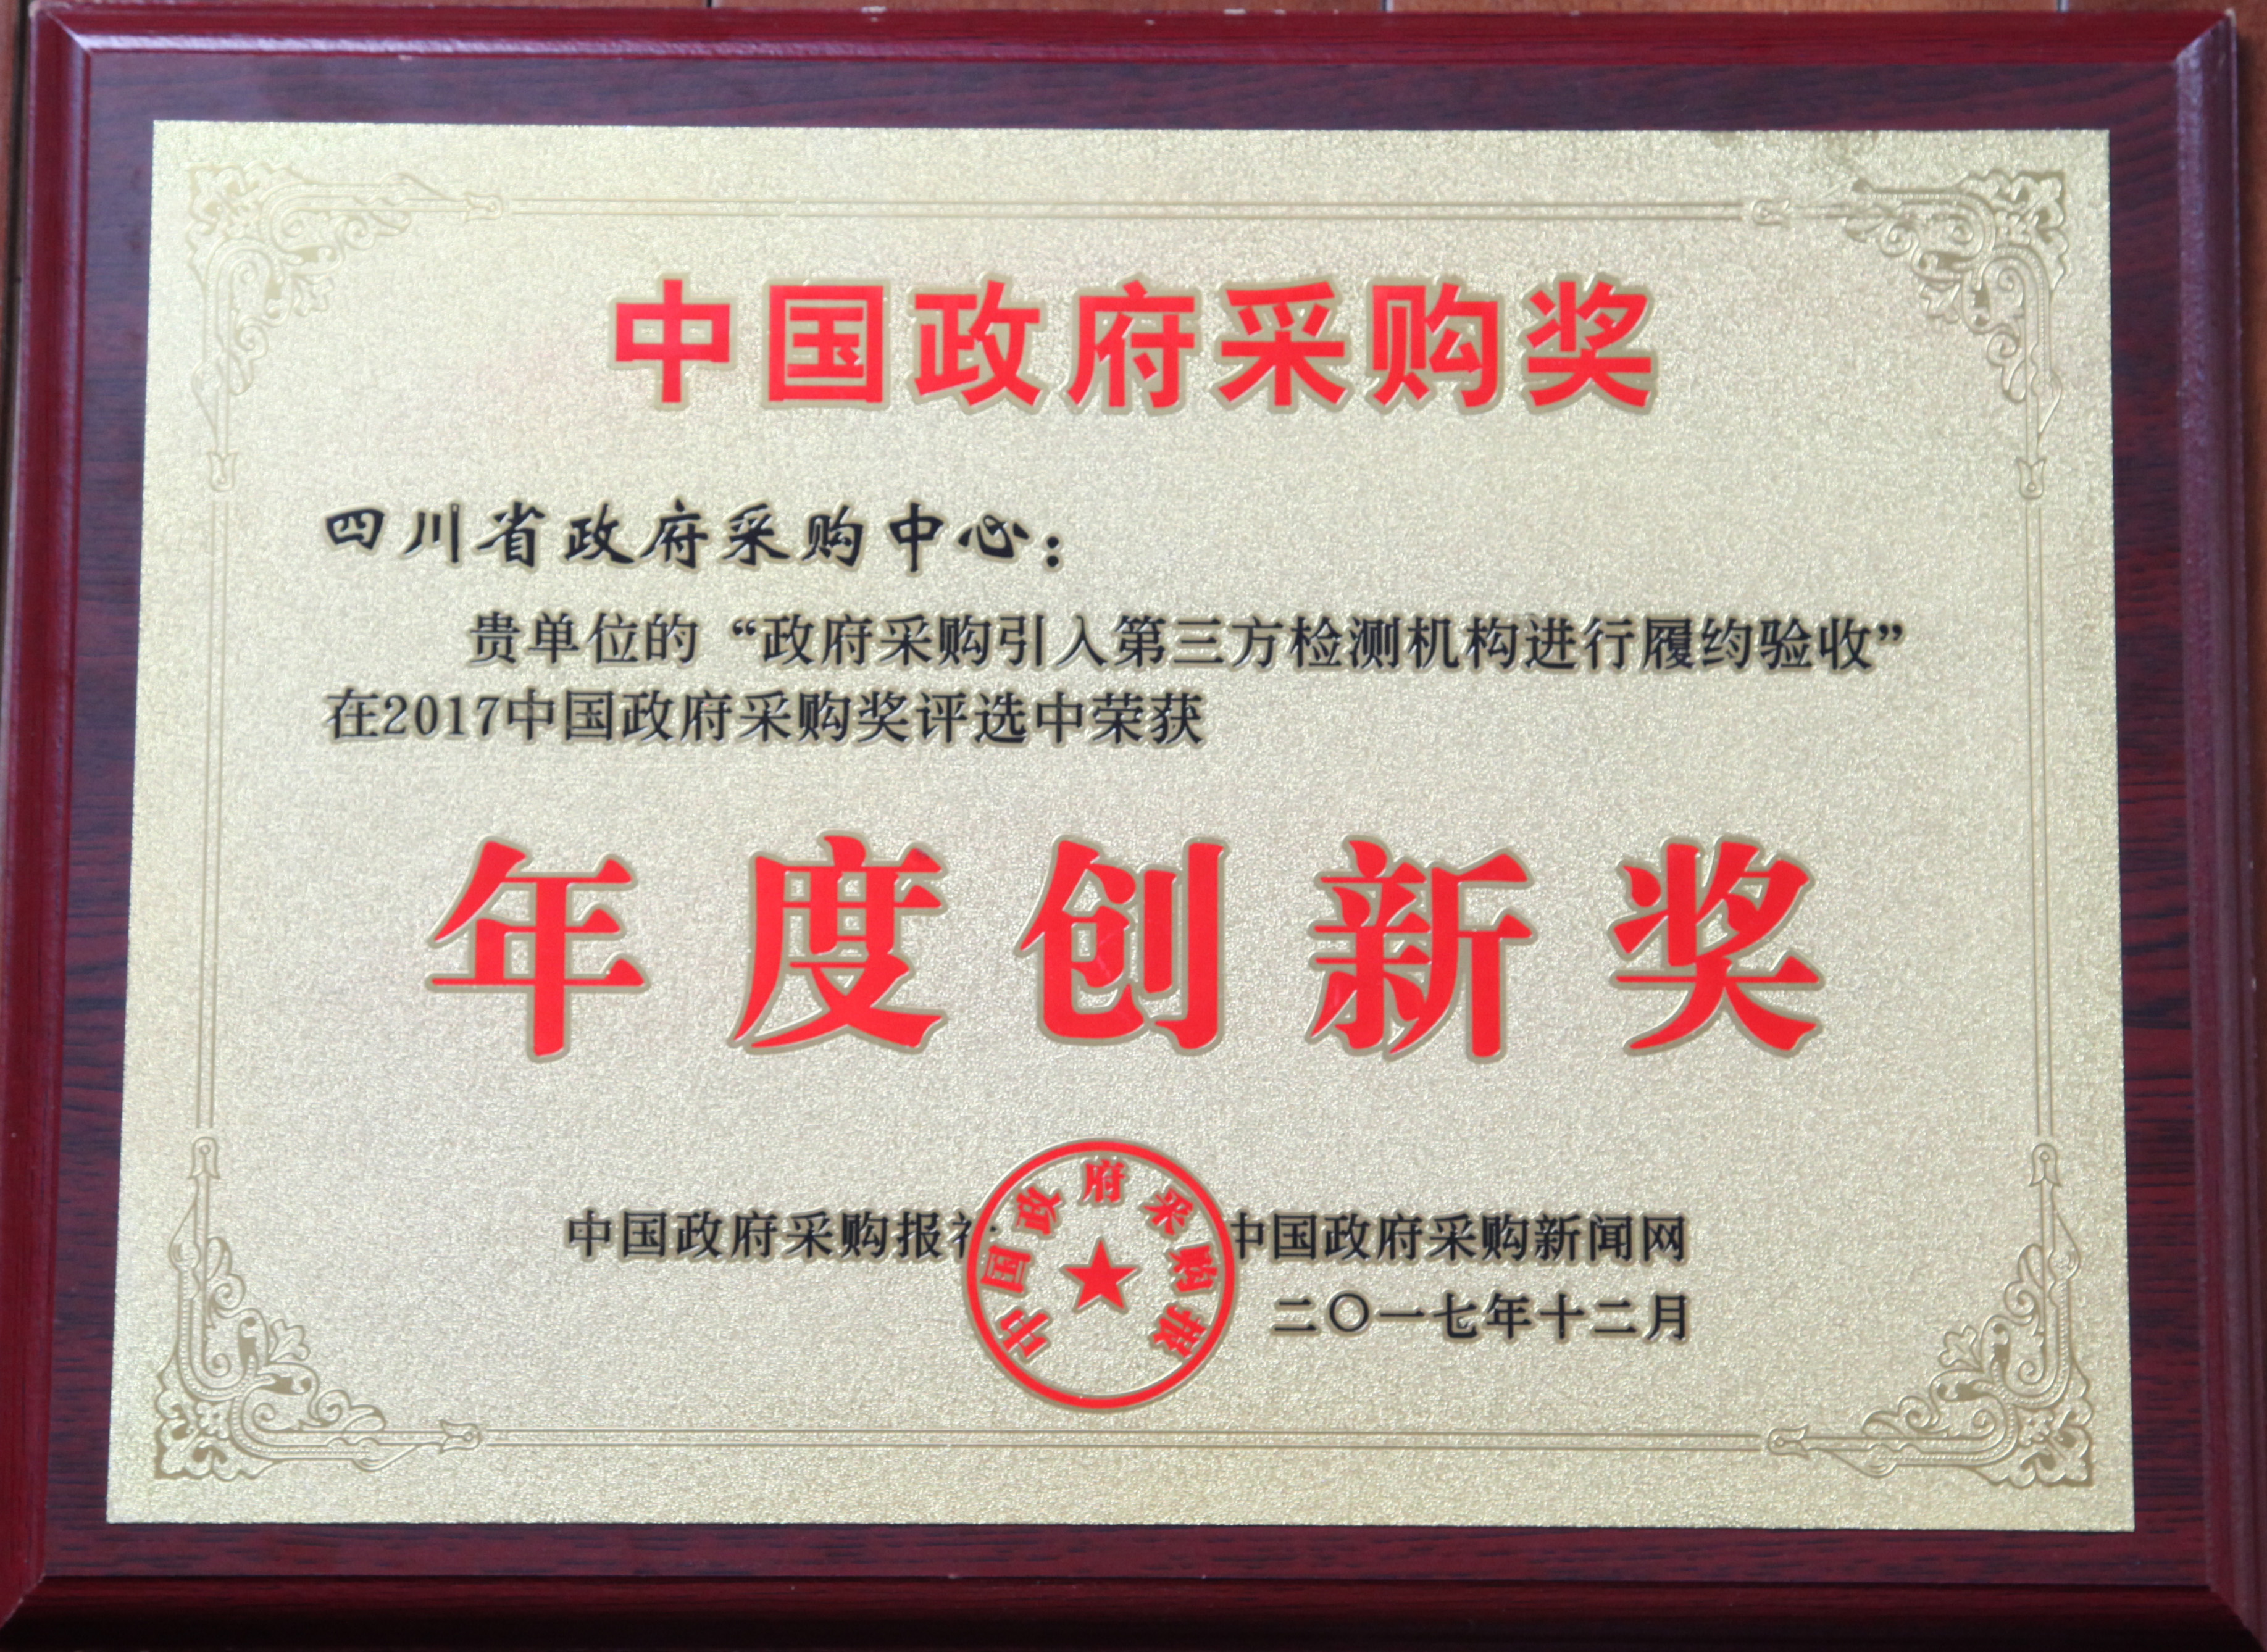 中国政府采购奖
四川省政府采购中心：
贵单位的“政府采购引入第三方检测机构进行履约验收”
在2017中国政府采购奖评选中荣获
年度创新奖
中国政府采购报社 中国政府采购新闻网
中国政府采购报
二〇一七年十二月